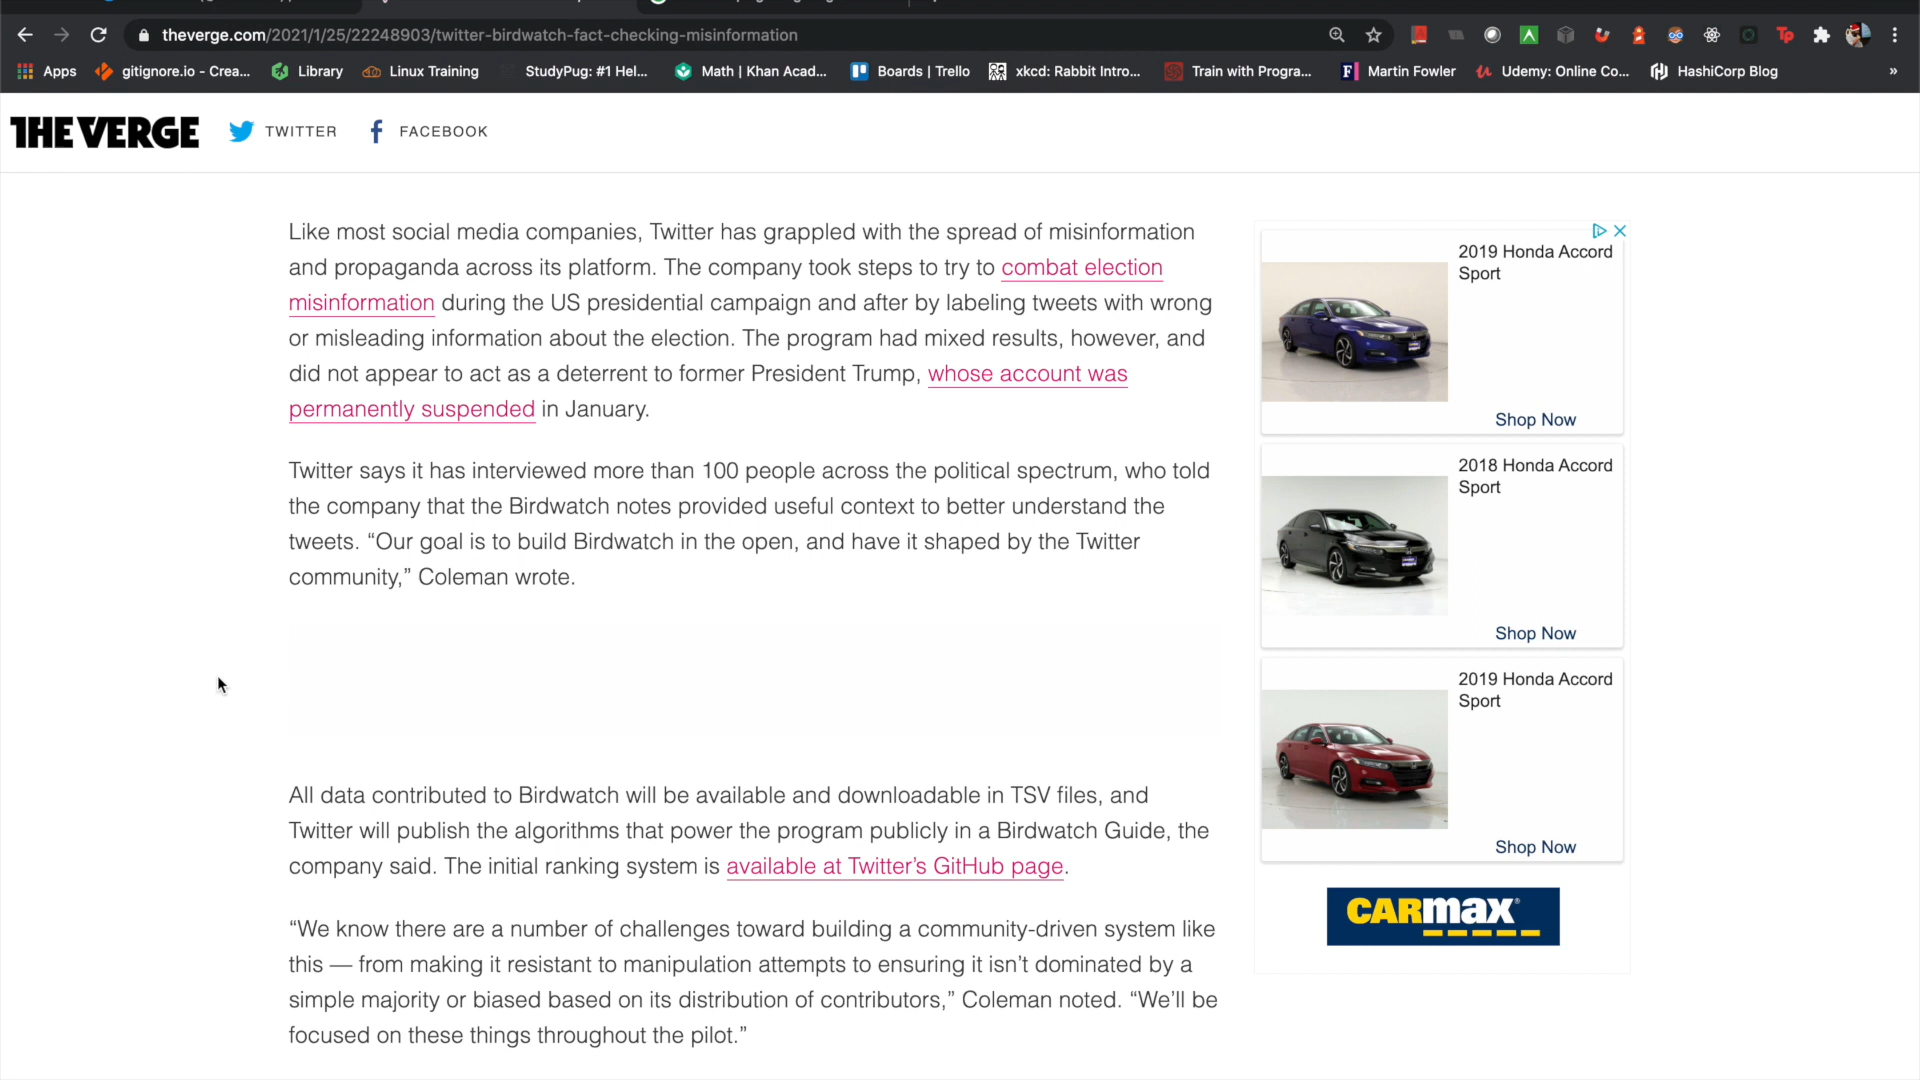 theverge.com/2021/1/25/22248903/twitter-birdwatch-fact-checking-misinformation
Apps
gitignore.io - Crea...
Library
Linux Training
StudyPug: #1 Hel...
Math | Khan Acad...
Boards | Trello
xkcd: Rabbit Intro...
Train with Progra...
Martin Fowler
Udemy: Online Co...
HashiCorp Blog
»
THE VERGE
TWITTER
FACEBOOK
Like most social media companies, Twitter has grappled with the spread of misinformation
and propaganda across its platform. The company took steps to try to combat election
misinformation during the US presidential campaign and after by labeling tweets with wrong
or misleading information about the election. The program had mixed results, however, and
did not appear to act as a deterrent to former President Trump, whose account was
permanently suspended in January.
Twitter says it has interviewed more than 100 people across the political spectrum, who told
the company that the Birdwatch notes provided useful context to better understand the
tweets. “Our goal is to build Birdwatch in the open, and have it shaped by the Twitter
community,” Coleman wrote.
All data contributed to Birdwatch will be available and downloadable in TSV files, and
Twitter will publish the algorithms that power the program publicly in a Birdwatch Guide, the
company said. The initial ranking system is available at Twitter’s GitHub page.
“We know there are a number of challenges toward building a community-driven system like
this — from making it resistant to manipulation attempts to ensuring it isn’t dominated by a
simple majority or biased based on its distribution of contributors,” Coleman noted. “We’ll be
focused on these things throughout the pilot.”
2019 Honda Accord
Sport
Shop Now
2018 Honda Accord
Sport
Shop Now
2019 Honda Accord
Sport
Shop Now
CARMAX